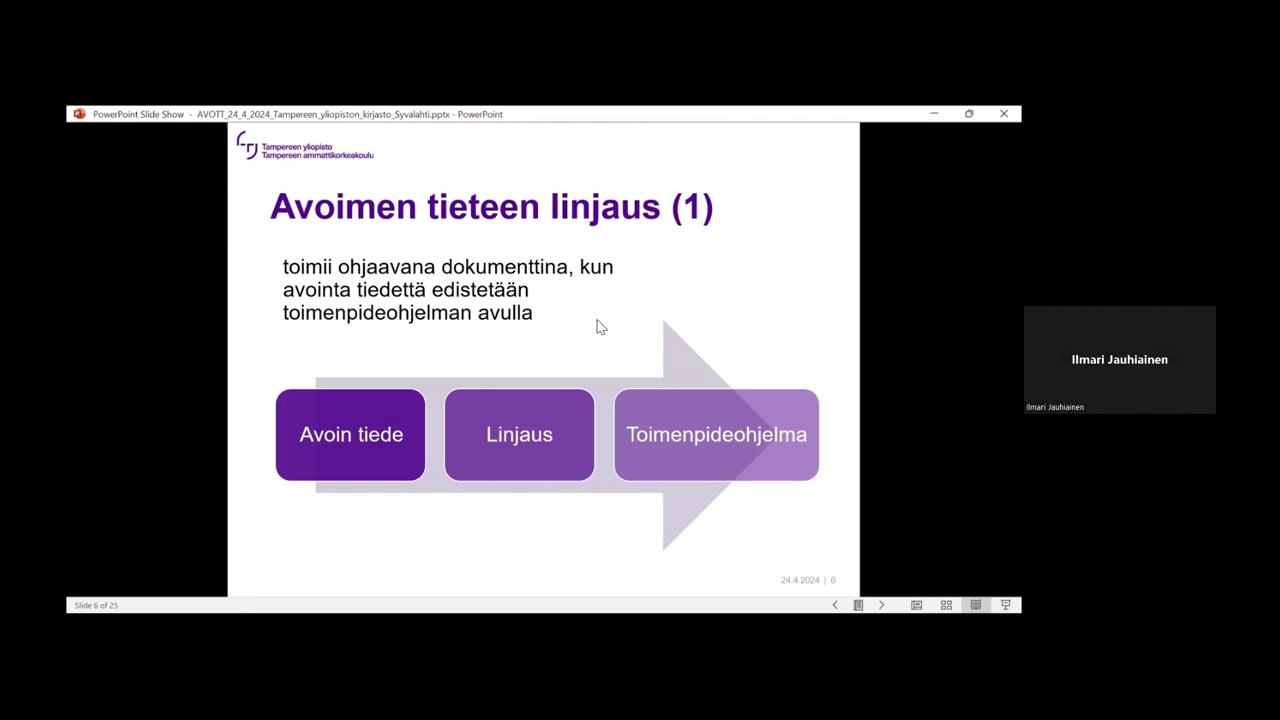 PowerPoint Slide Show - AVOTT_24_4_2024_Tampereen_yliopiston_kirjasto_Syvalahti.pptx - PowerPoint
Tampereen yliopisto
Tampereen ammattikorkeakoulu
Avoimen tieteen linjaus (1)
toimii ohjaavana dokumenttina, kun
avointa tiedettä edistetään
toimenpideohjelman avulla
Avoin tiede
Linjaus
Toimenpideohjelma
24.4.2024 | 6
Slide 6 of 25
Ilmari Jauhiainen
Ilmari Jauhiainen